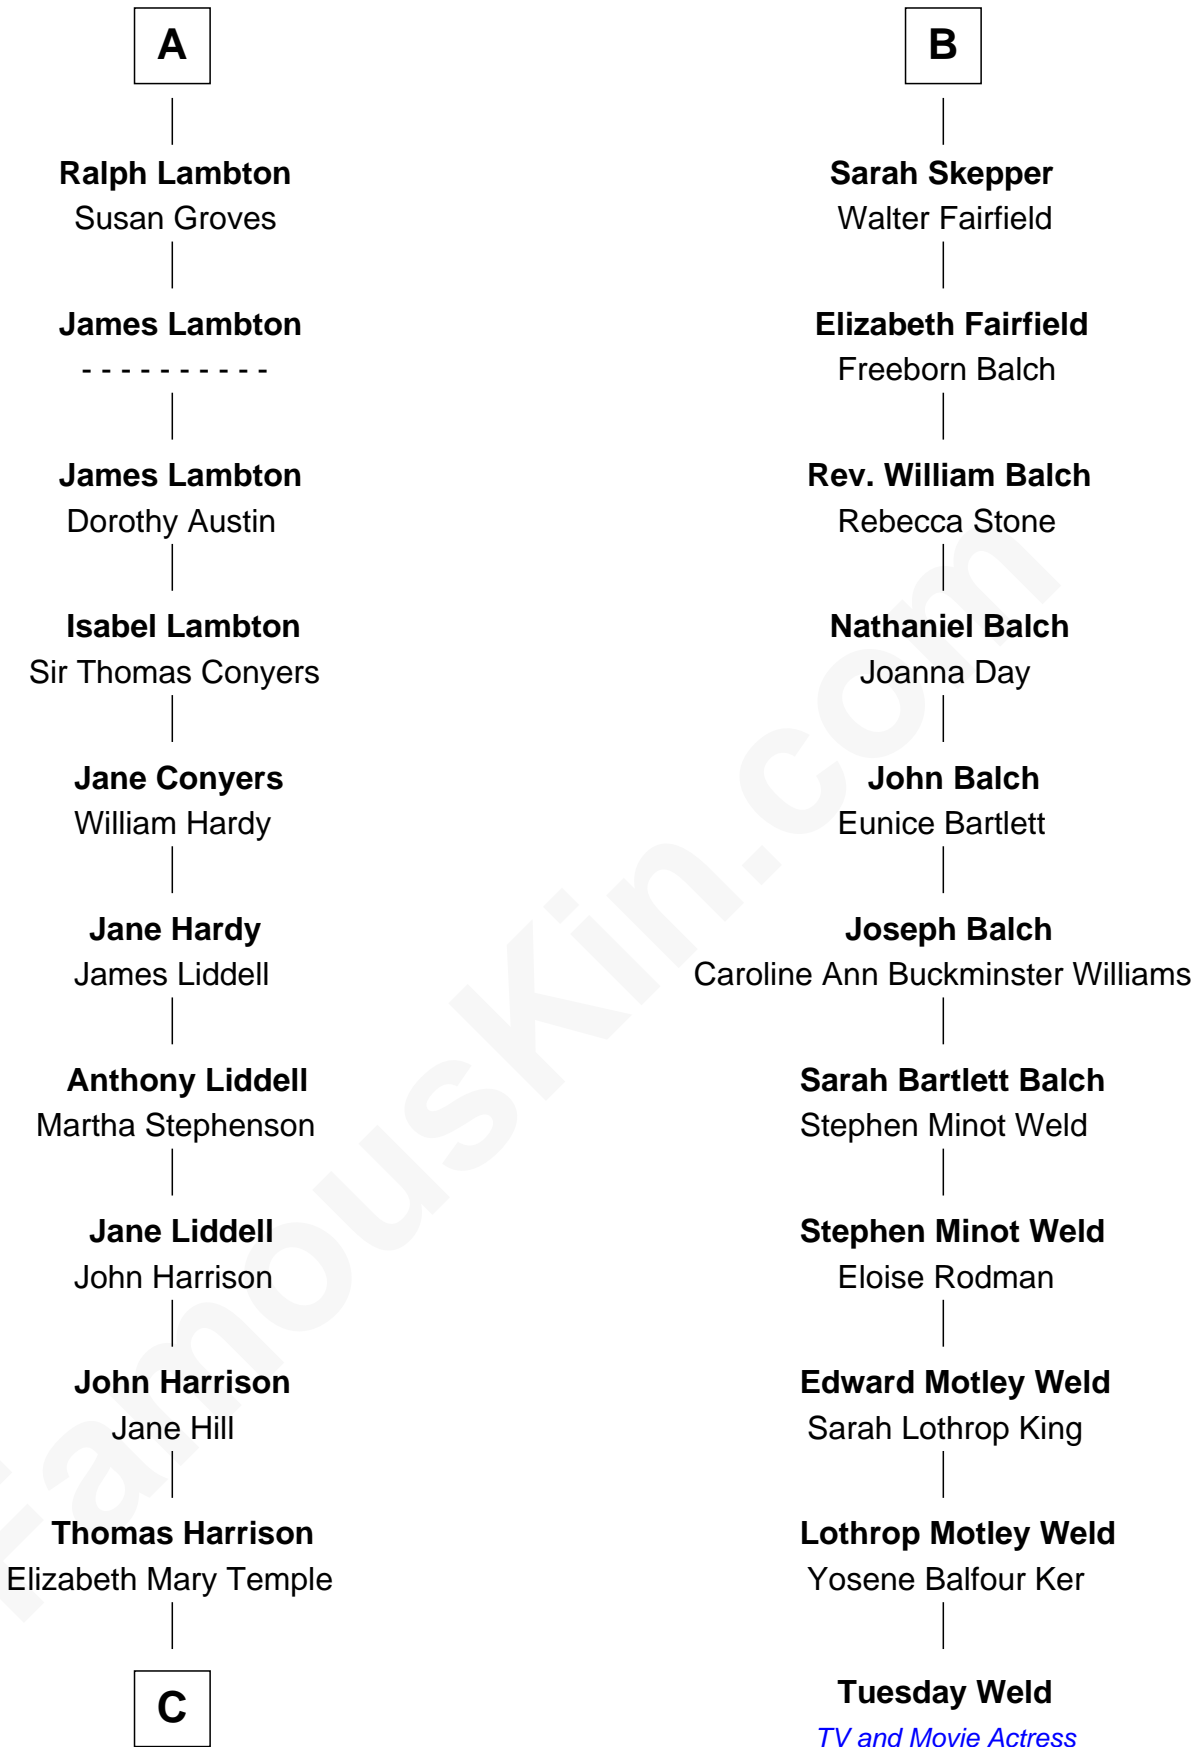 A
Ralph Lambton
Susan Groves
James Lambton
- - - - - - - - - -
James Lambton
Dorothy Austin
Isabel Lambton
Sir Thomas Conyers
Jane Conyers
William Hardy
Jane Hardy
James Liddell
Anthony Liddell
Martha Stephenson
Jane Liddell
John Harrison
John Harrison
Jane Hill
Thomas Harrison
Elizabeth Mary Temple
C
B
Sarah Skepper
Walter Fairfield
Elizabeth Fairfield
Freeborn Balch
Rev. William Balch
Rebecca Stone
Nathaniel Balch
Joanna Day
John Balch
Eunice Bartlett
Joseph Balch
Caroline Ann Buckminster Williams
Sarah Bartlett Balch
Stephen Minot Weld
Stephen Minot Weld
Eloise Rodman
Edward Motley Weld
Sarah Lothrop King
Lothrop Motley Weld
Yosene Balfour Ker
Tuesday Weld
TV and Movie Actress
FamousKin.com